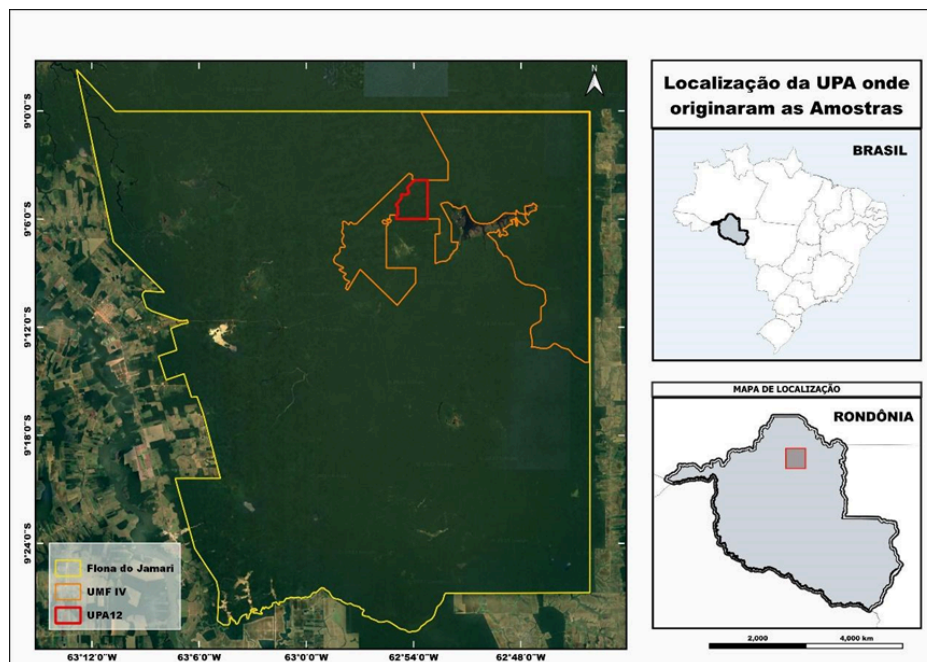 N
9°0'0"S
9°6'0"S
9°12'0"S
9°18'0"S
9°24'0"S
63°12'0"W
63°6'0"W
63°0'0"W
62°54'0"W
62°48'0"W
Flona do Jamari
UMF IV
UPA12
Localização da UPA onde
originaram as Amostras
BRASIL
MAPA DE LOCALIZAÇÃO
RONDÔNIA
2,000
4,000 km